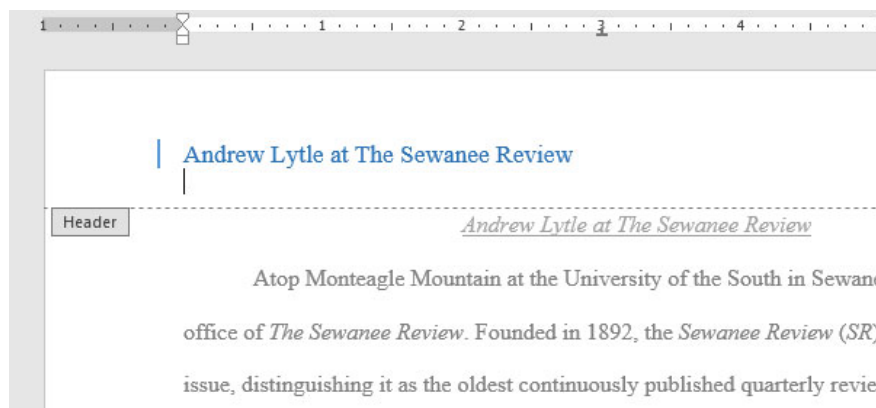 1 1 2 3 4
Andrew Lytle at The Sewanee Review
Header
Andrew Lytle at The Sewanee Review
Atop Monteagle Mountain at the University of the South in Sewane
office of The Sewanee Review. Founded in 1892, the Sewanee Review (SR)
issue, distinguishing it as the oldest continuously published quarterly revie